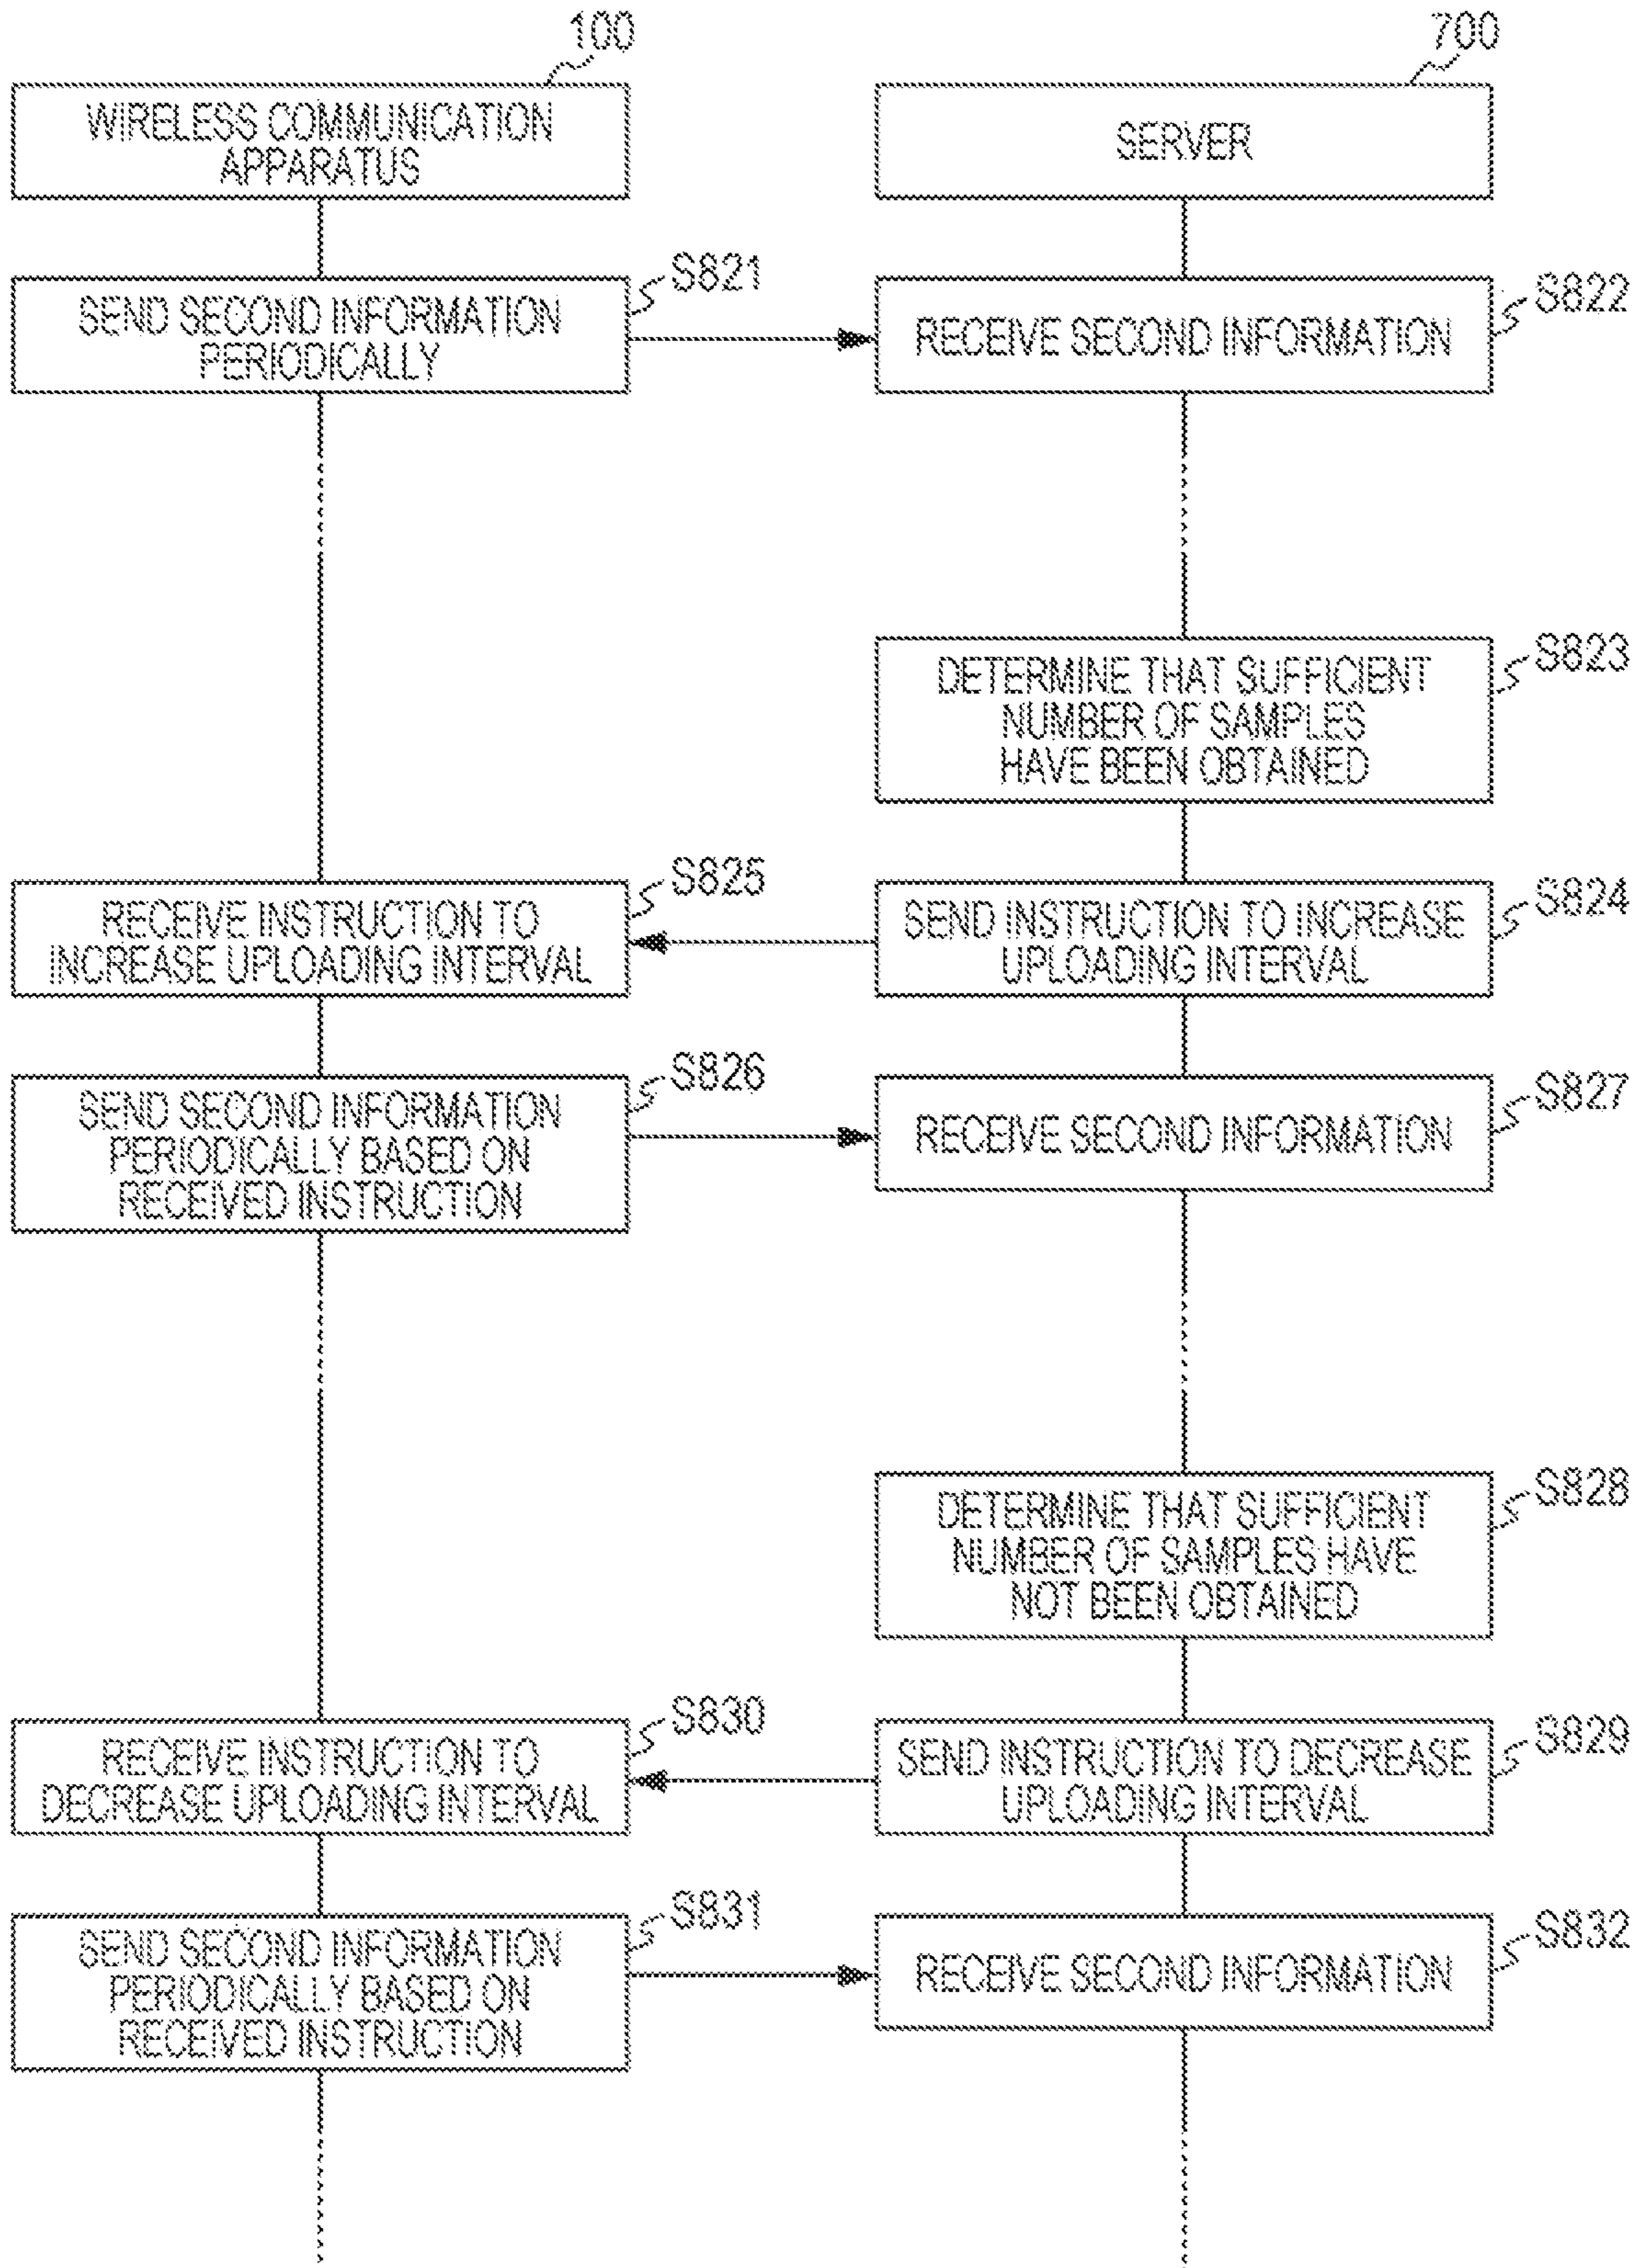 100
700
WIRELESS COMMUNICATION
APPARATUS
SERVER
S821
SEND SECOND INFORMATION
PERIODICALLY
S822
RECEIVE SECOND INFORMATION
S823
DETERMINE THAT SUFFICIENT
NUMBER OF SAMPLES
HAVE BEEN OBTAINED
S825
RECEIVE INSTRUCTION TO
INCREASE UPLOADING INTERVAL
S824
SEND INSTRUCTION TO INCREASE
UPLOADING INTERVAL
S826
SEND SECOND INFORMATION
PERIODICALLY BASED ON
RECEIVED INSTRUCTION
S827
RECEIVE SECOND INFORMATION
S828
DETERMINE THAT SUFFICIENT
NUMBER OF SAMPLES HAVE
NOT BEEN OBTAINED
S830
RECEIVE INSTRUCTION TO
DECREASE UPLOADING INTERVAL
S829
SEND INSTRUCTION TO DECREASE
UPLOADING INTERVAL
S831
SEND SECOND INFORMATION
PERIODICALLY BASED ON
RECEIVED INSTRUCTION
S832
RECEIVE SECOND INFORMATION